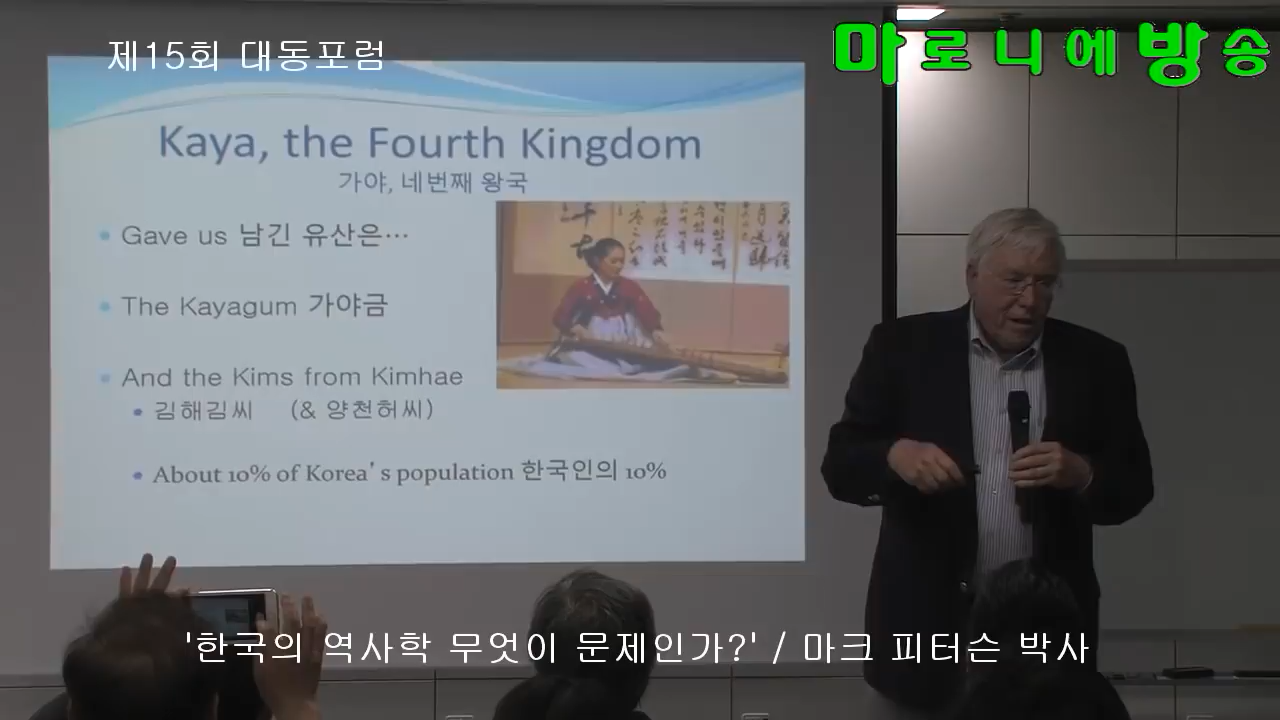 제15회 대동포럼
마로니에방송
Kaya, the Fourth Kingdom
가야, 네번째 왕국
• Gave us 남긴 유산은…
• The Kayagum 가야금
• And the Kims from Kimhae
• 김해김씨 (& 양천허씨)
• About 10% of Korea's population 한국인의 10%
'한국의 역사학 무엇이 문제인가?' / 마크 피터슨 박사